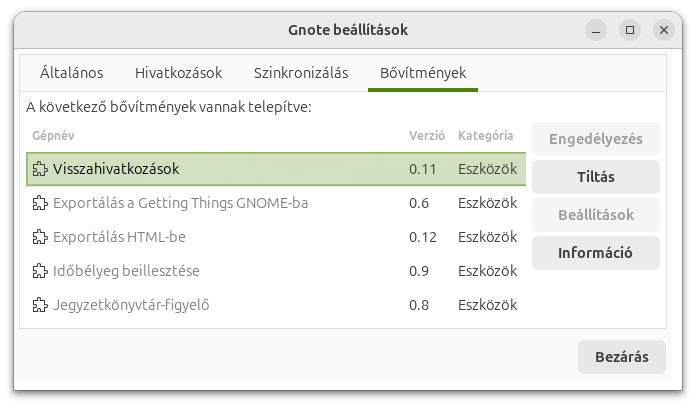 Gnote beállítások
Általános Hivatkozások Szinkronizálás Bővítmények
A következő bővítmények vannak telepítve:
Gépnév Verzió Kategória
Visszahivatkozások 0.11 Eszközök
Exportálás a Getting Things GNOME-ba 0.6 Eszközök
Exportálás HTML-be 0.12 Eszközök
Időbélyeg beillesztése 0.9 Eszközök
Jegyzetkönyvtár-figyelő 0.8 Eszközök
Engedélyezés
Tiltás
Beállítások
Információ
Bezárás